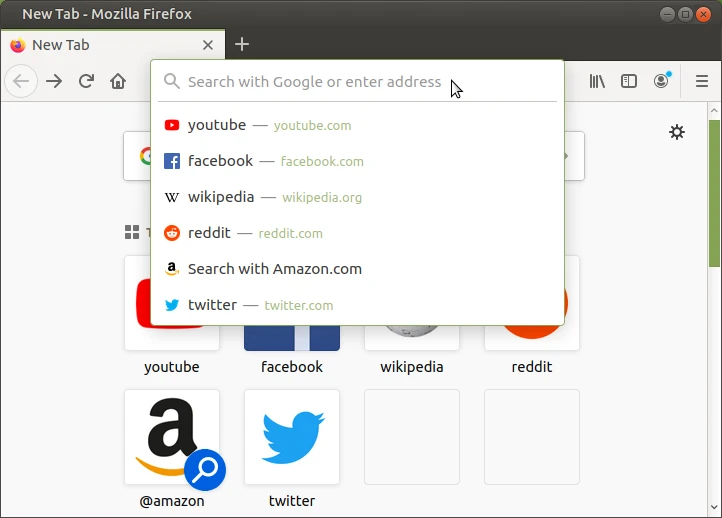 New Tab - Mozilla Firefox
New Tab
Search with Google or enter address
youtube — youtube.com
facebook — facebook.com
wikipedia — wikipedia.org
reddit — reddit.com
Search with Amazon.com
twitter — twitter.com
youtube
facebook
wikipedia
reddit
@amazon
twitter